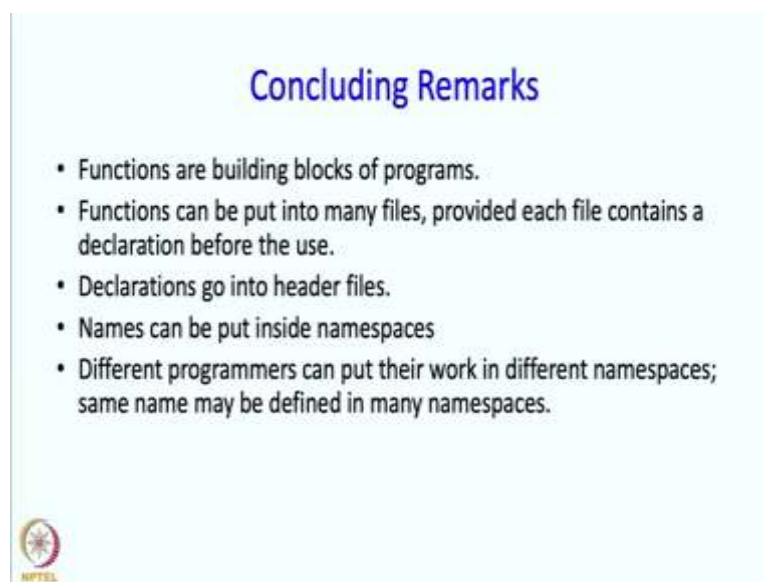 Concluding Remarks
• Functions are building blocks of programs.
• Functions can be put into many files, provided each file contains a
declaration before the use.
• Declarations go into header files.
• Names can be put inside namespaces
• Different programmers can put their work in different namespaces;
same name may be defined in many namespaces.
NPTEL